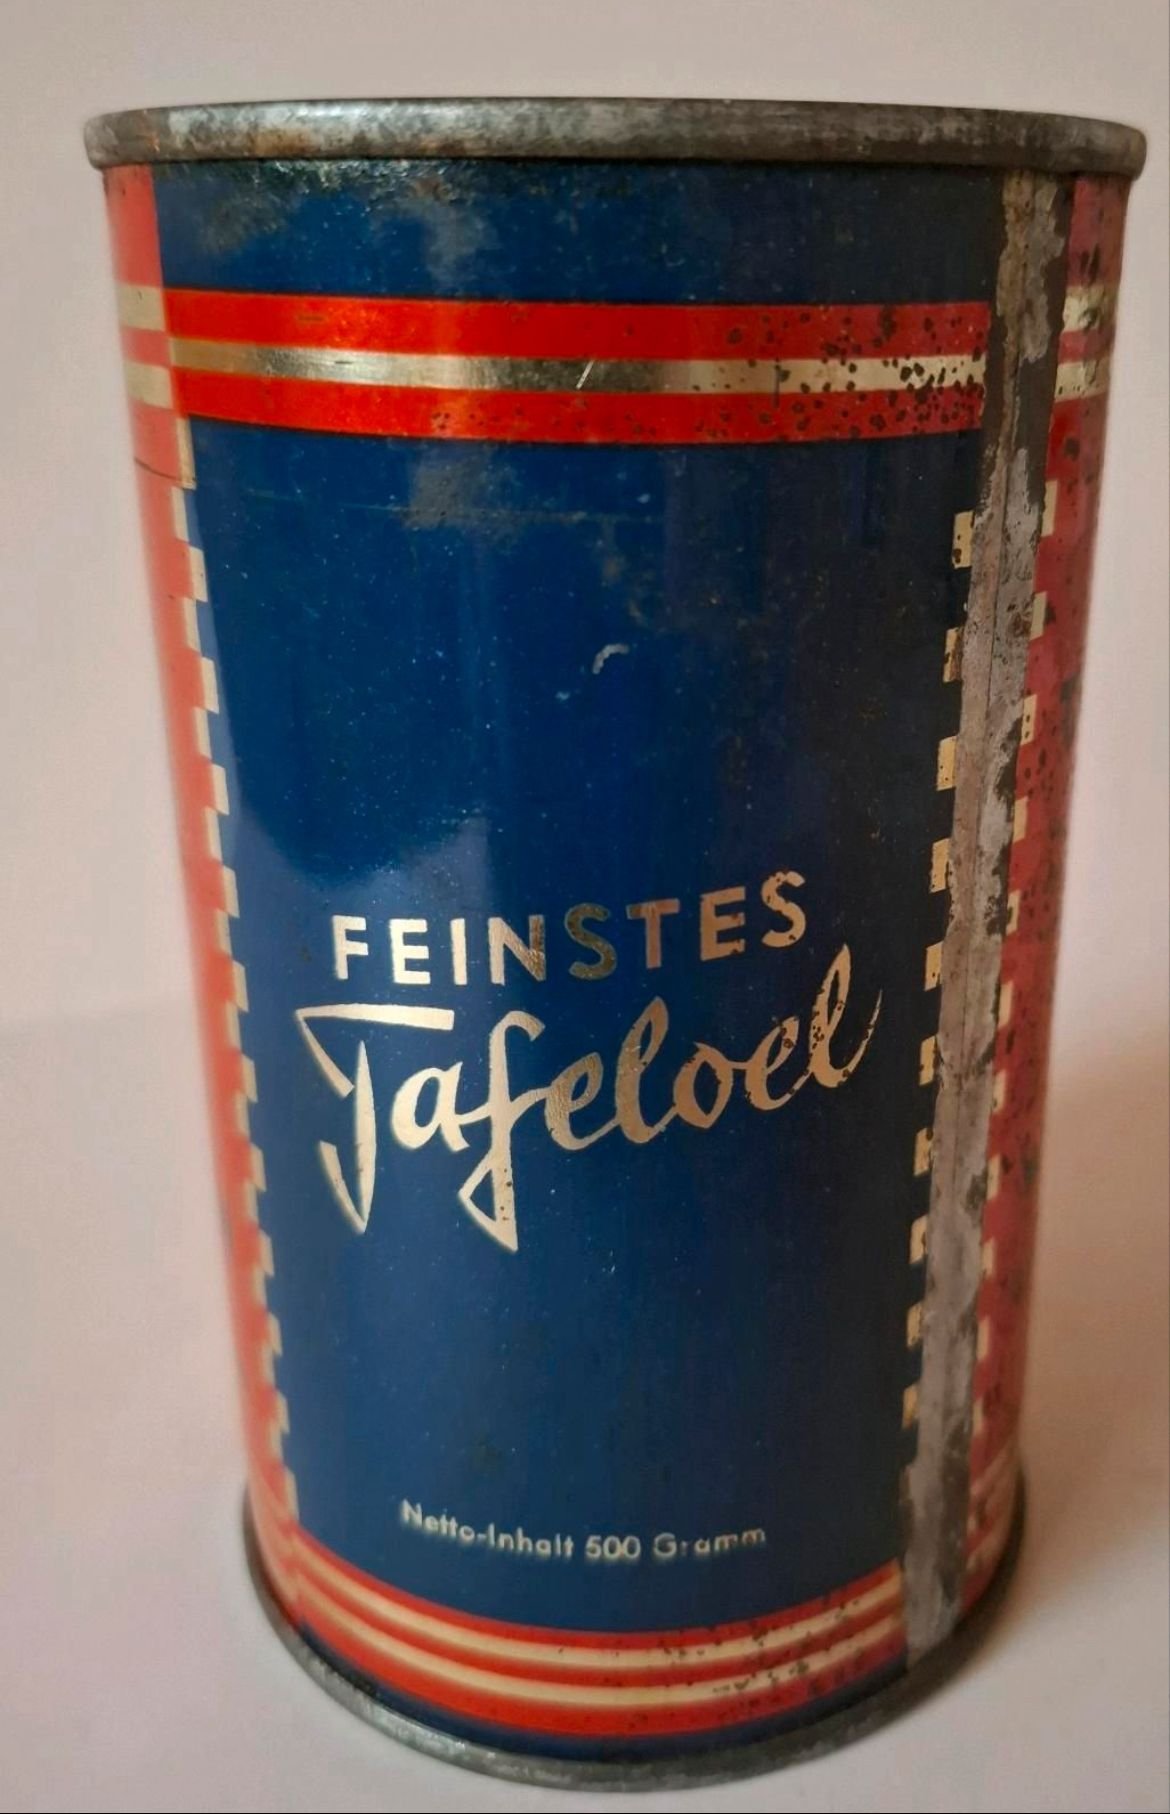 FEINSTES
Tafeloel
Netto-Inhalt 500 Gramm